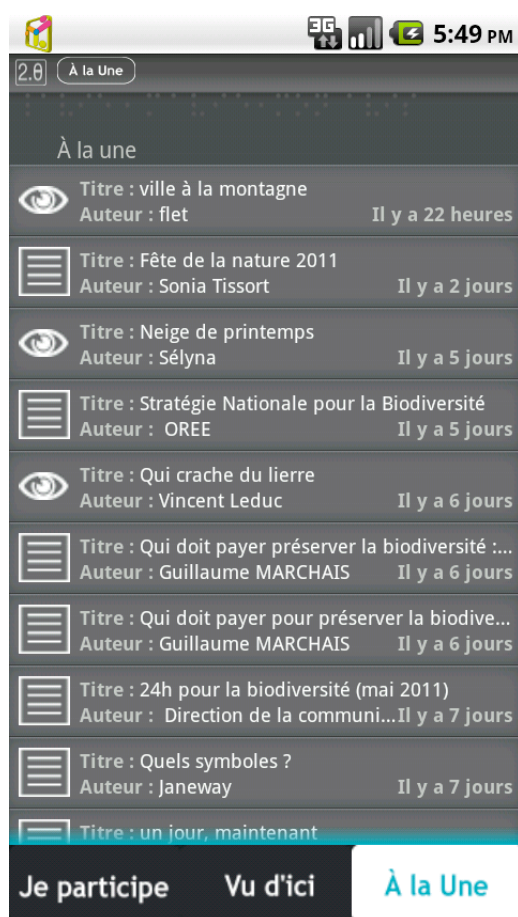 3G
5:49 PM
2.0 À la Une
À la une
Titre : ville à la montagne
Auteur : flet Il y a 22 heures
Titre : Fête de la nature 2011
Auteur : Sonia Tissort Il y a 2 jours
Titre : Neige de printemps
Auteur : Sélyna Il y a 5 jours
Titre : Stratégie Nationale pour la Biodiversité
Auteur : OREE Il y a 5 jours
Titre : Qui crache du lierre
Auteur : Vincent Leduc Il y a 6 jours
Titre : Qui doit payer préserver la biodiversité :...
Auteur : Guillaume MARCHAIS Il y a 6 jours
Titre : Qui doit payer pour préserver la biodive...
Auteur : Guillaume MARCHAIS Il y a 6 jours
Titre : 24h pour la biodiversité (mai 2011)
Auteur : Direction de la communi...Il y a 7 jours
Titre : Quels symboles ?
Auteur : Janeway Il y a 7 jours
Titre : un jour, maintenant
Je participe Vu d'ici À la Une